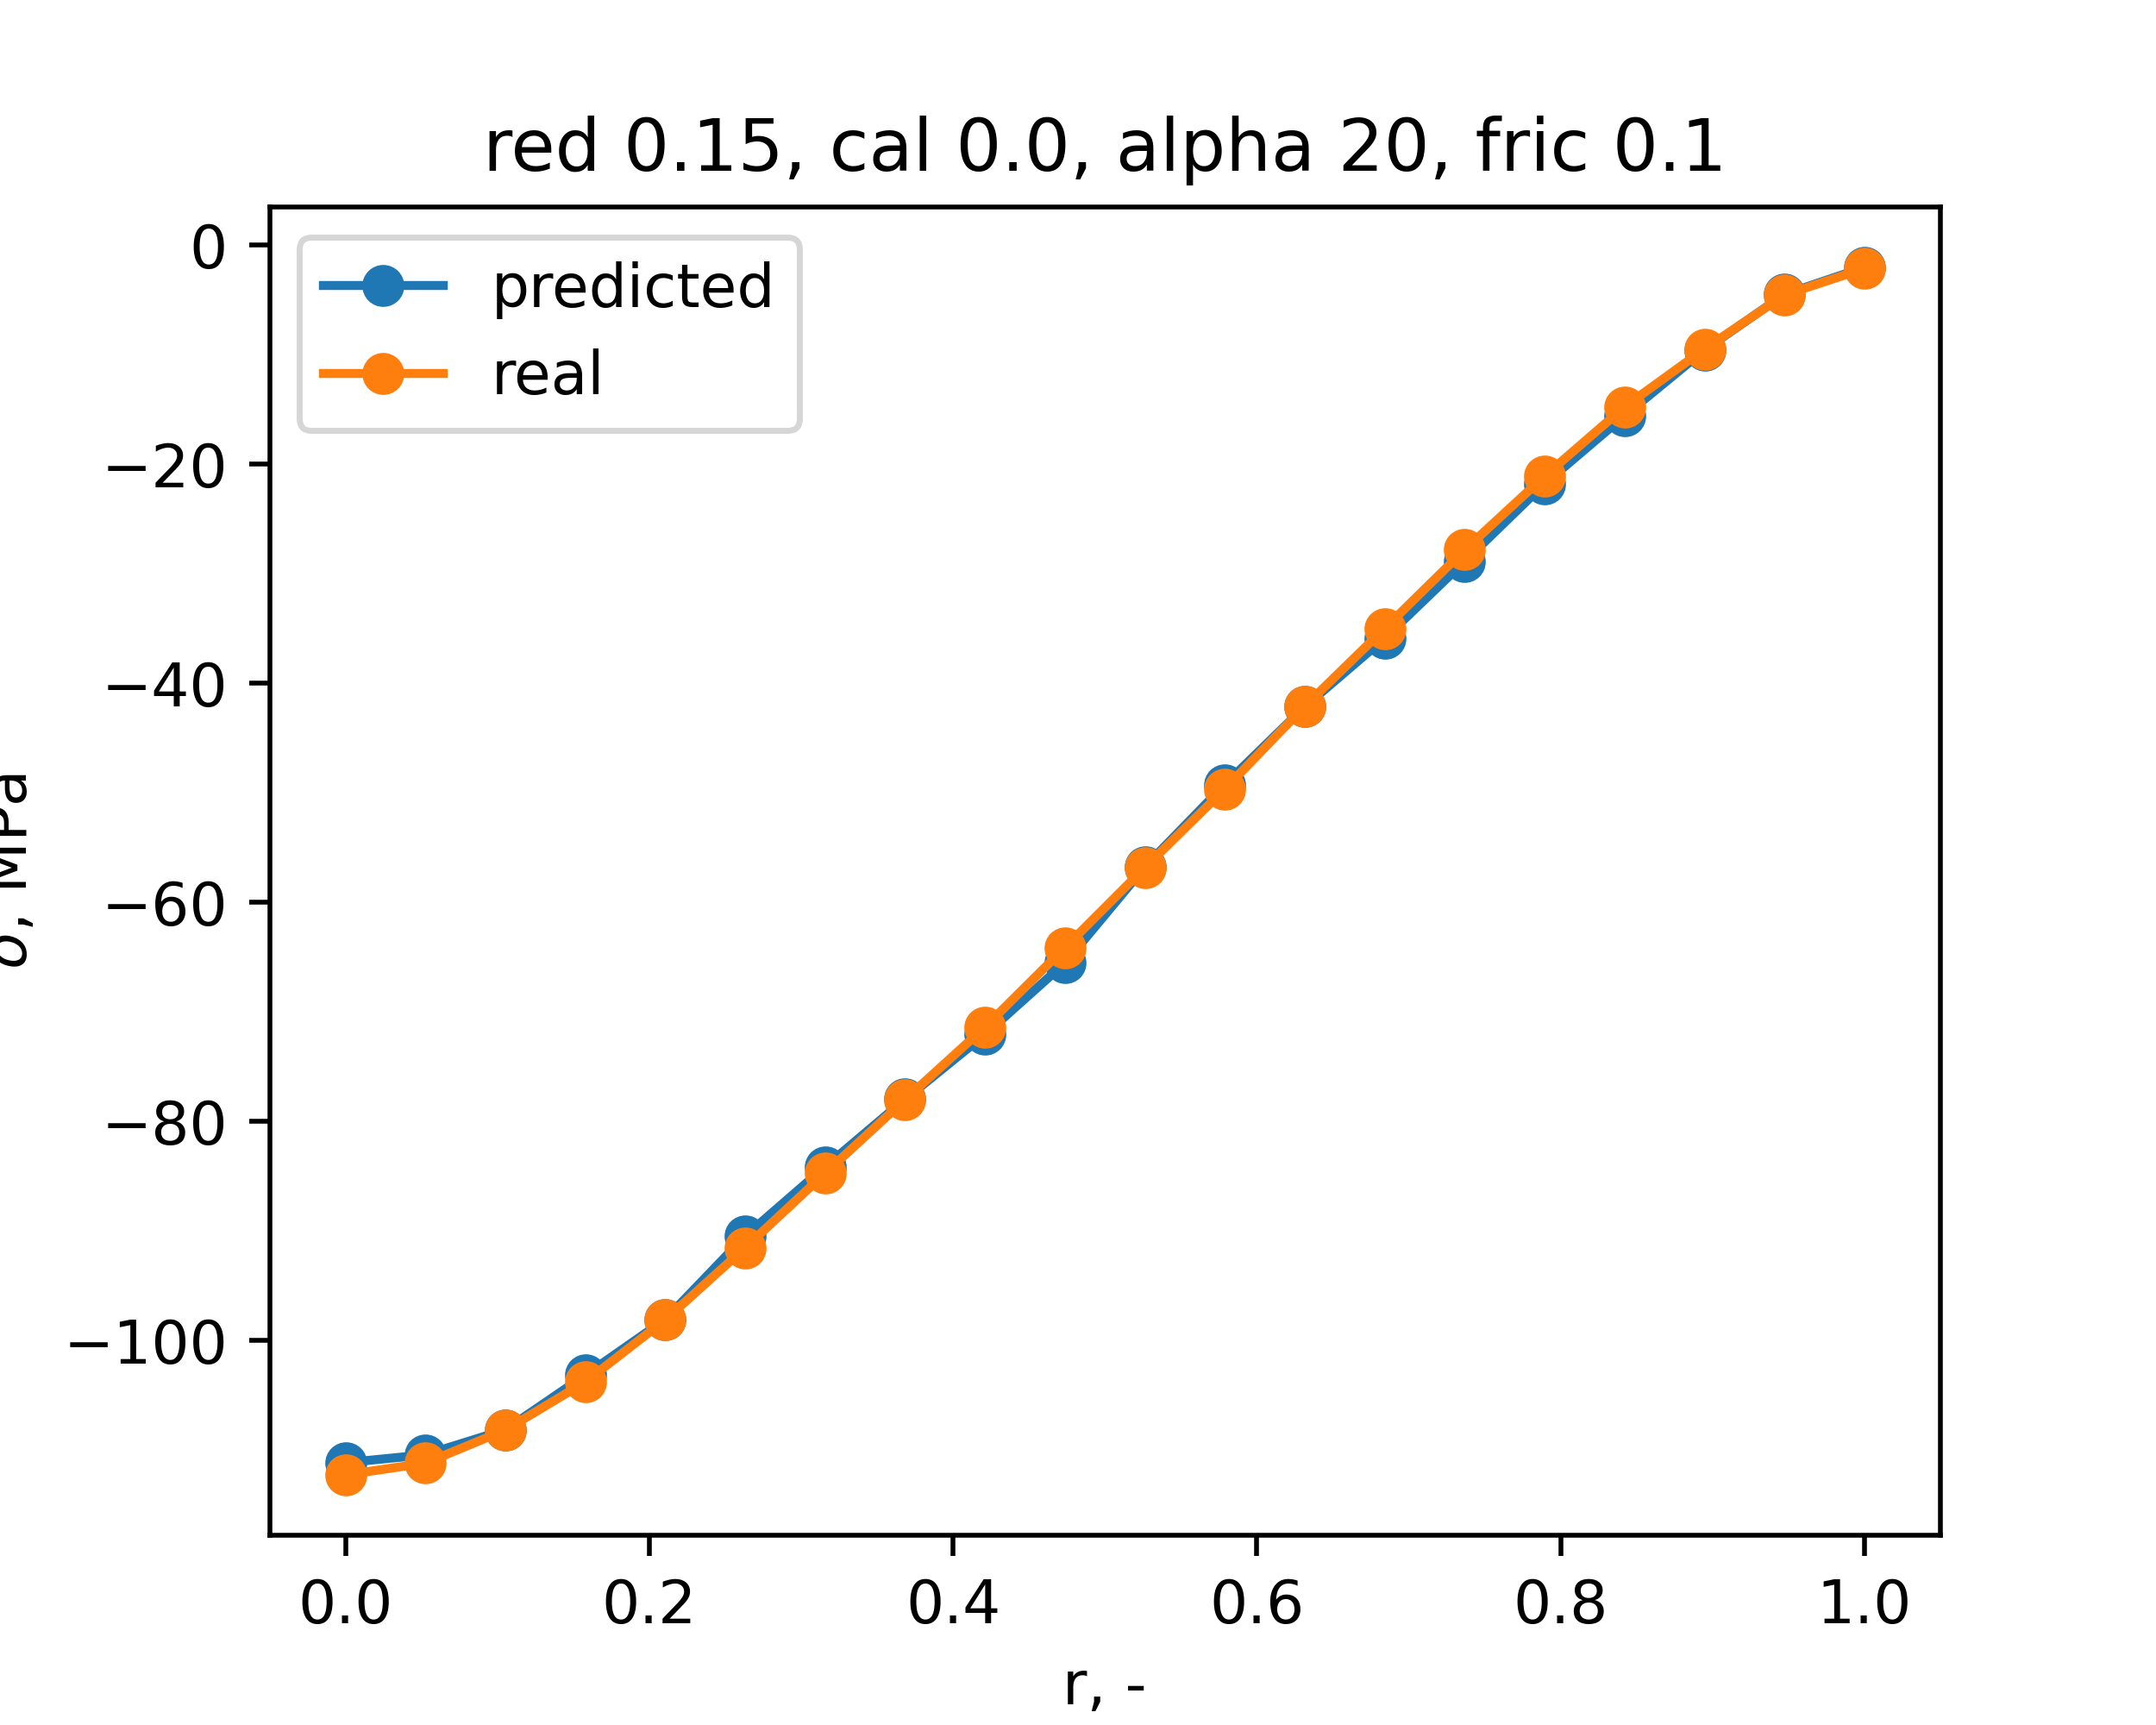 red 0.15, cal 0.0, alpha 20, fric 0.1
predicted
real
0
−20
−40
−60
−80
−100
, MPa
0.0 0.2 0.4 0.6 0.8 1.0
r, -